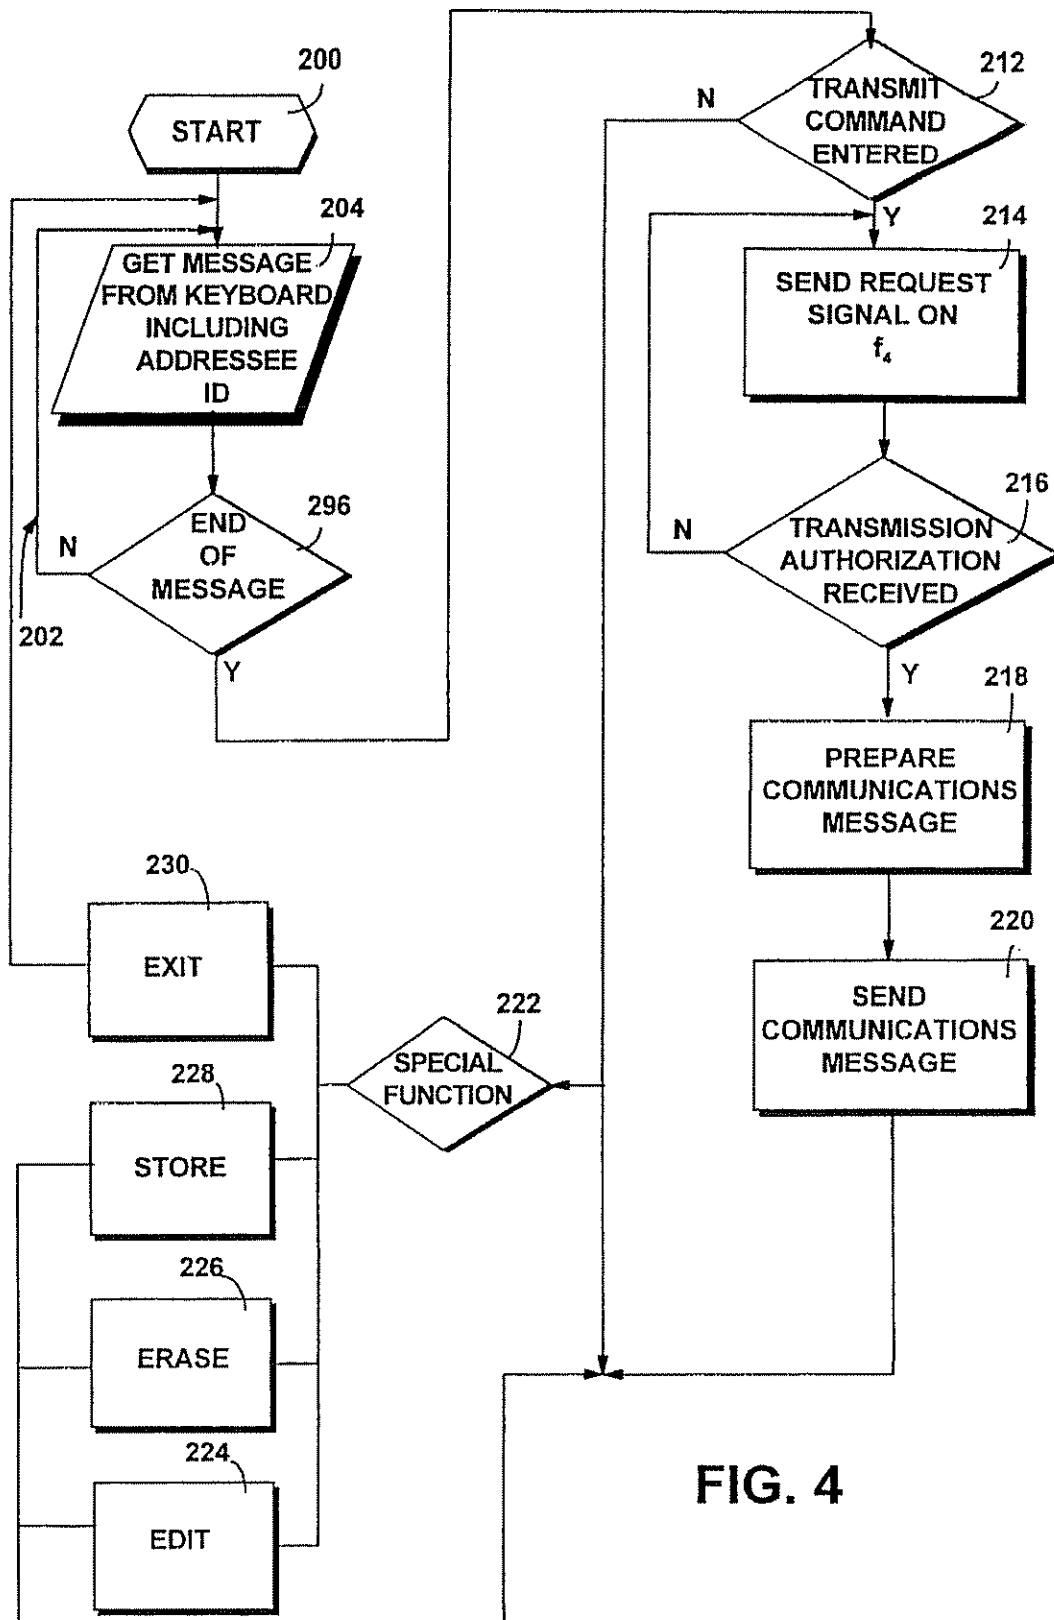 200
START
204
GET MESSAGE
FROM KEYBOARD
INCLUDING
ADDRESSEE
ID
296
END
OF
MESSAGE
N
Y
202
212
TRANSMIT
COMMAND
ENTERED
N
Y
214
SEND REQUEST
SIGNAL ON
f₄
216
TRANSMISSION
AUTHORIZATION
RECEIVED
N
Y
218
PREPARE
COMMUNICATIONS
MESSAGE
220
SEND
COMMUNICATIONS
MESSAGE
222
SPECIAL
FUNCTION
230
EXIT
228
STORE
226
ERASE
224
EDIT
FIG. 4